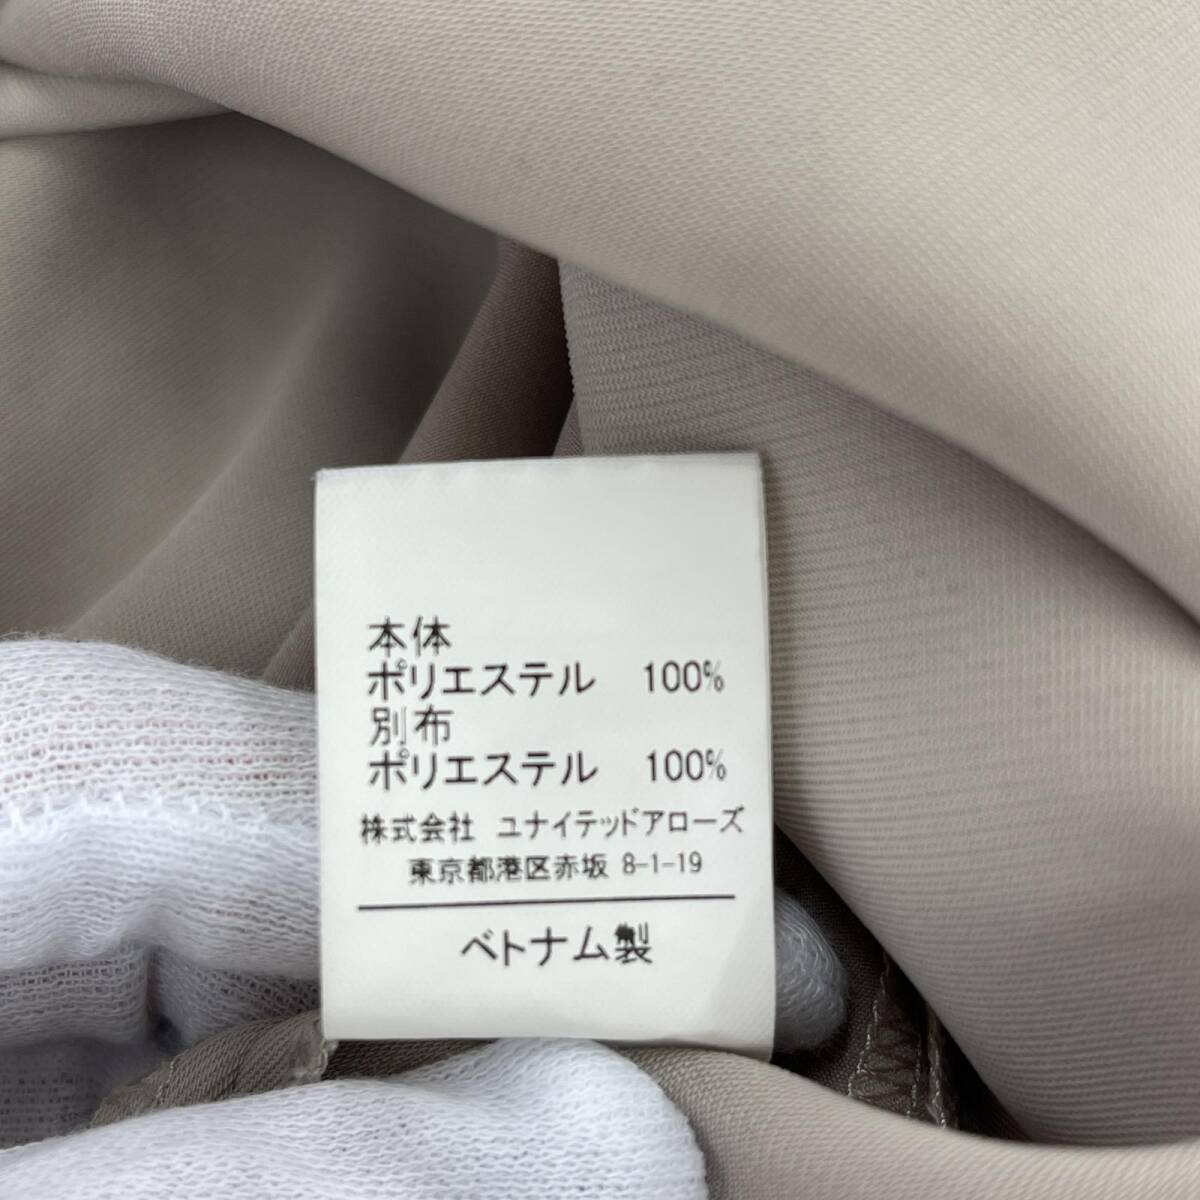 本体
ポリエステル 100%
別布
ポリエステル 100%
株式会社 ユナイテッドアローズ
東京都港区赤坂 8-1-19
ベトナム製